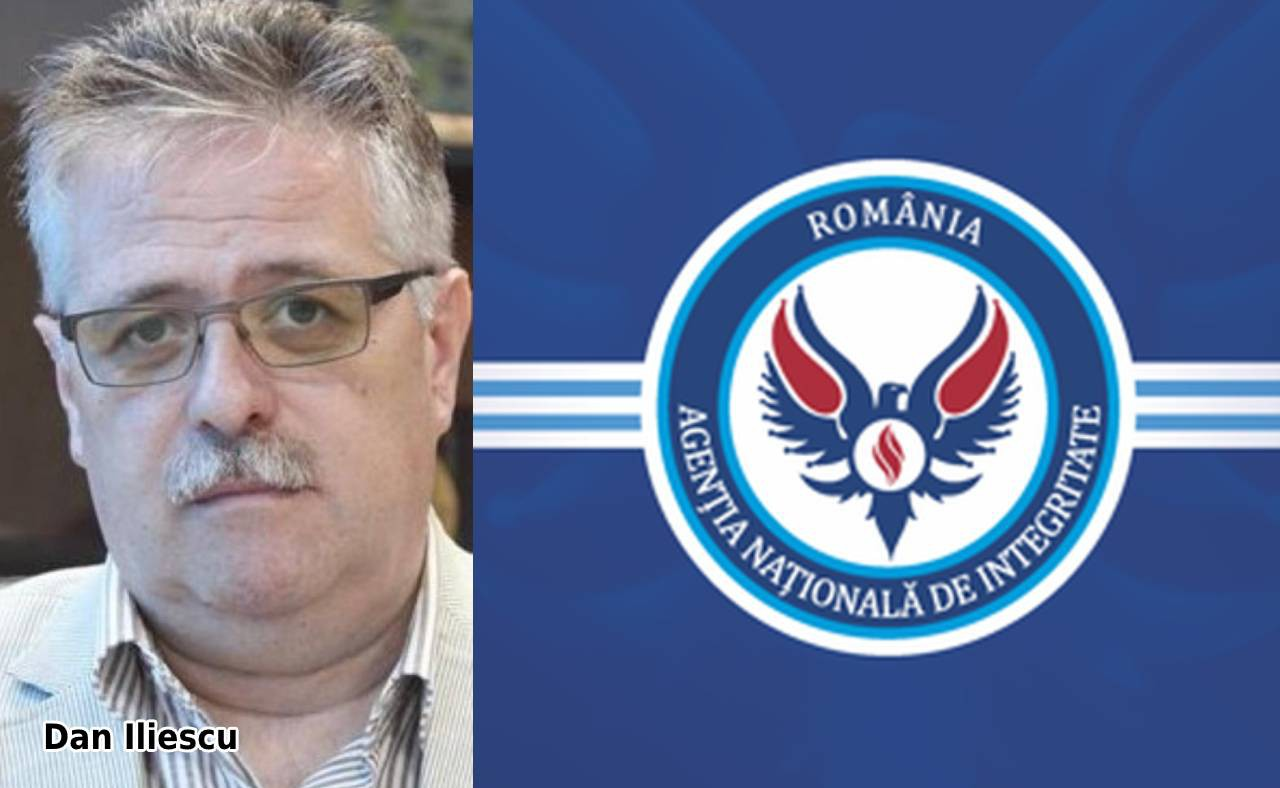 Dan Iliescu
ROMÂNIA
AGENȚIA NAȚIONALĂ DE INTEGRITATE